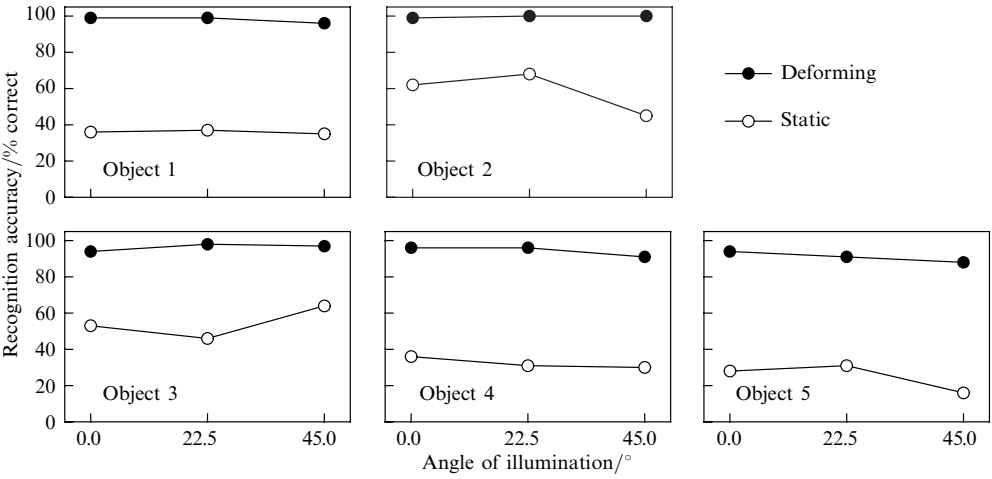 Recognition accuracy/% correct
100
80
60
40
20
0
Object 1
Object 2
Deforming
Static
100
80
60
40
20
0
Object 3
Object 4
Object 5
0.0 22.5 45.0
0.0 22.5 45.0
0.0 22.5 45.0
Angle of illumination/°